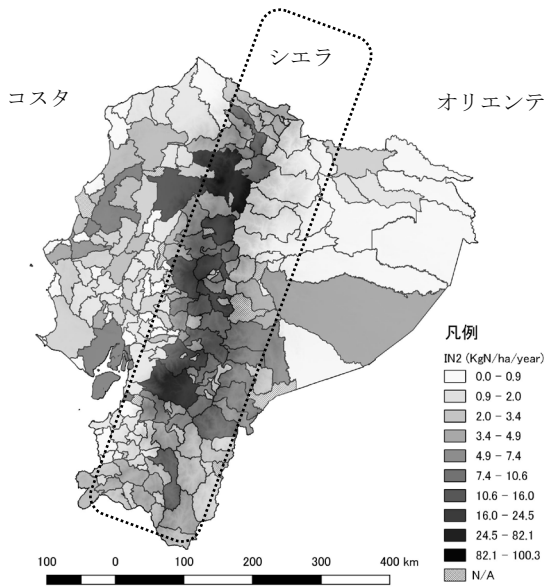 シエラ
コスタ
オリエンテ
凡例
IN2 (KgN/ha/year)
0.0 - 0.9
0.9 - 2.0
2.0 - 3.4
3.4 - 4.9
4.9 - 7.4
7.4 - 10.6
10.6 - 16.0
16.0 - 24.5
24.5 - 82.1
82.1 - 100.3
N/A
100 0 100 200 300 400 km